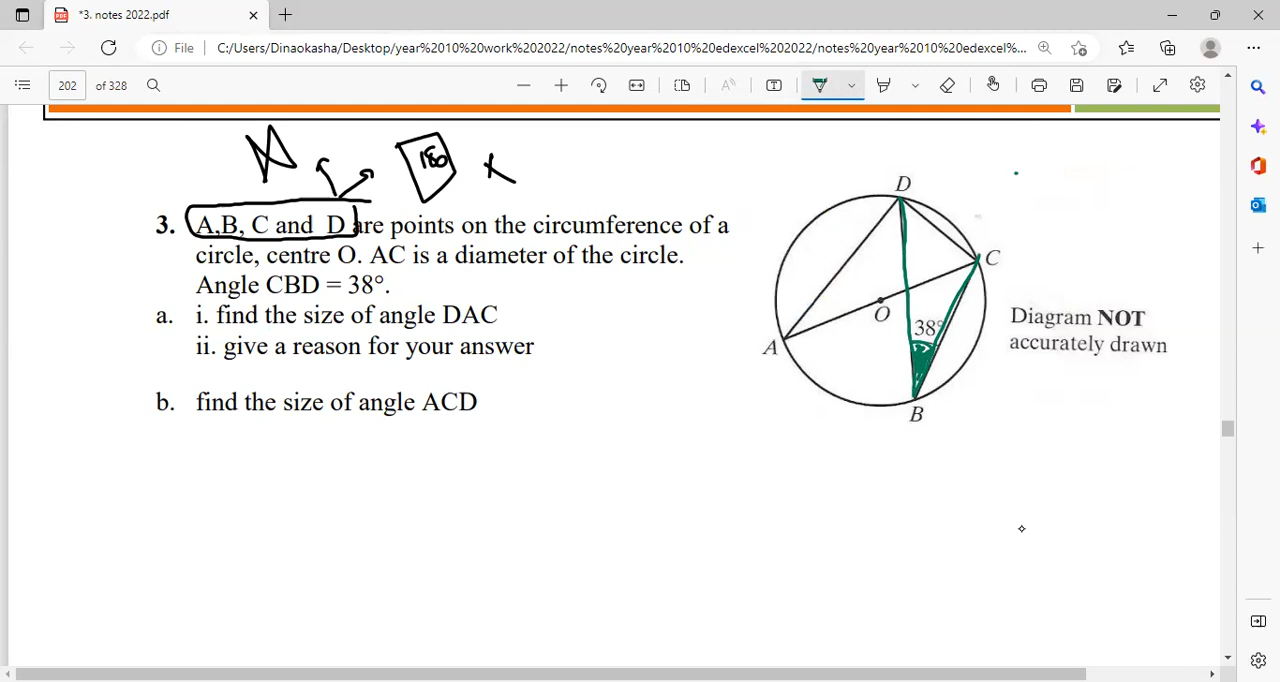 *3. notes 2022.pdf
File C:/Users/Dinaokasha/Desktop/year%2010%20work%202022/notes%20year%2010%20edexcel%202022/notes%20year%2010%20edexcel%...
202 of 328
180
3. A,B, C and D are points on the circumference of a
circle, centre O. AC is a diameter of the circle.
Angle CBD = 38°.
a. i. find the size of angle DAC
ii. give a reason for your answer
b. find the size of angle ACD
D
C
O
38°
A
B
Diagram NOT
accurately drawn